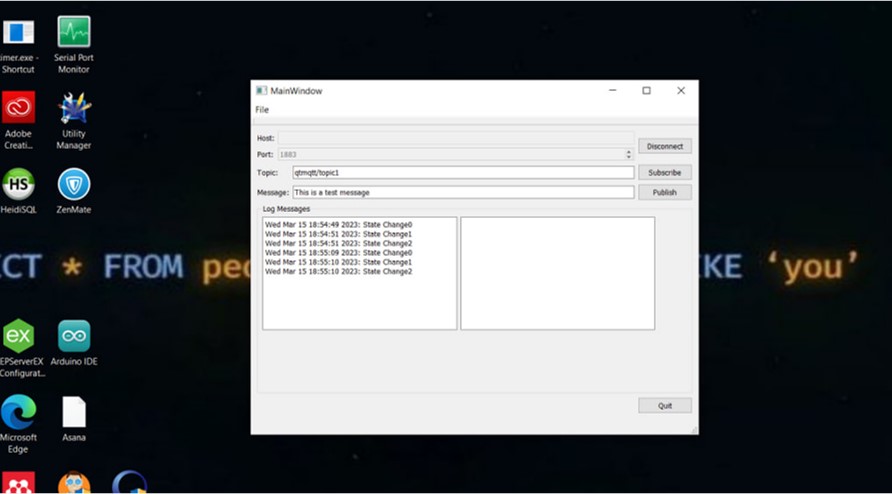 timer.exe -
Shortcut
Serial Port
Monitor
Adobe
Creati...
Utility
Manager
HS
HeidiSQL
ZenMate
CT * FROM
KE ‘you’
ex
Configurat...
Arduino IDE
Microsoft
Edge
Asana
MainWindow
File
Host:
Port: 1883
Disconnect
Topic: qtmqtt/topic1
Subscribe
Message: This is a test message
Publish
Log Messages
Wed Mar 15 18:54:49 2023: State Change0
Wed Mar 15 18:54:51 2023: State Change1
Wed Mar 15 18:54:51 2023: State Change2
Wed Mar 15 18:55:09 2023: State Change0
Wed Mar 15 18:55:10 2023: State Change1
Wed Mar 15 18:55:10 2023: State Change2
Quit